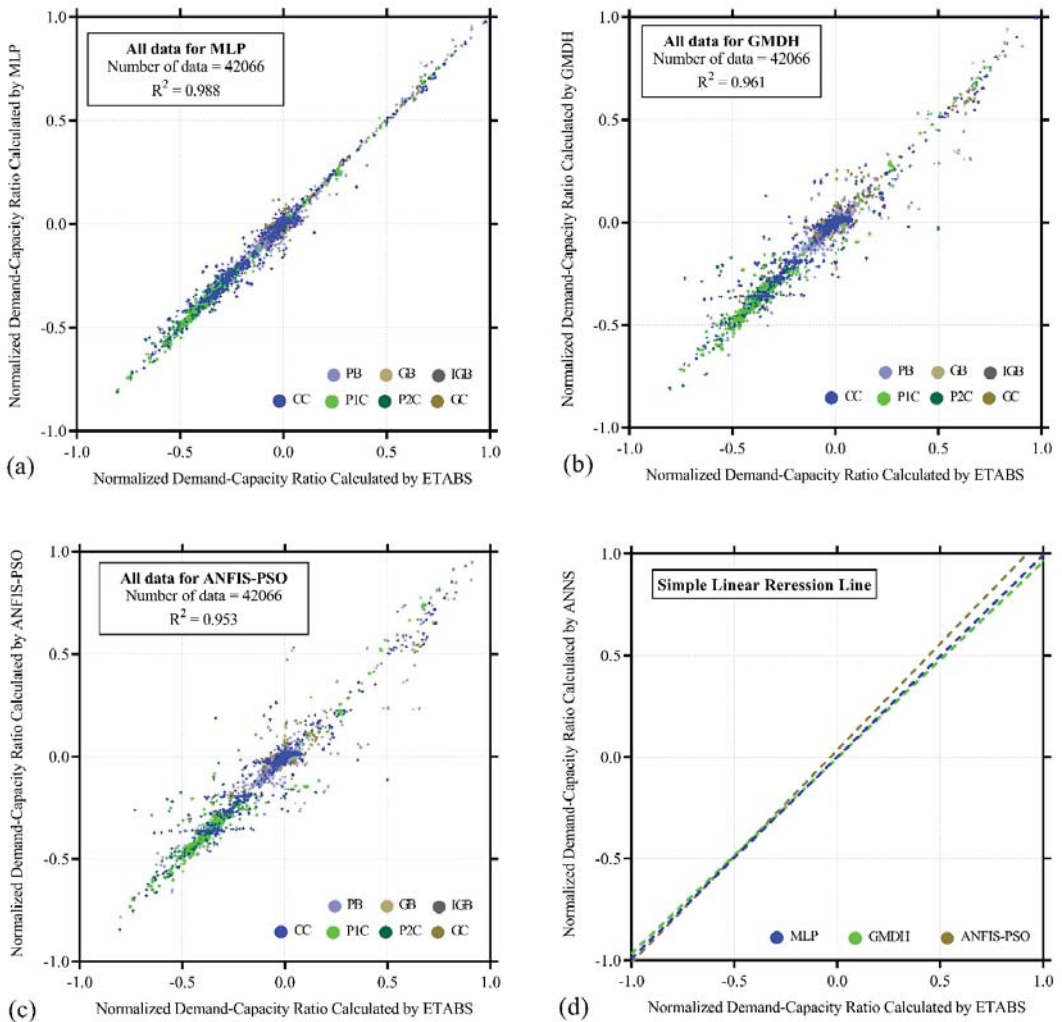 Normalized Demand-Capacity Ratio Calculated by MLP
1.0
0.5
0.0
-0.5
-1.0
All data for MLP
Number of data = 42066
R² = 0.988
PB GB IGB
CC P1C P2C GC
-1.0 -0.5 0.0 0.5 1.0
(a)
Normalized Demand-Capacity Ratio Calculated by ETABS
Normalized Demand-Capacity Ratio Calculated by GMDH
1.0
0.5
0.0
-0.5
-1.0
All data for GMDH
Number of data = 42066
R² = 0.961
PB GB IGB
CC P1C P2C GC
-1.0 -0.5 0.0 0.5 1.0
(b)
Normalized Demand-Capacity Ratio Calculated by ETABS
Normalized Demand-Capacity Ratio Calculated by ANFIS-PSO
1.0
0.5
0.0
-0.5
-1.0
All data for ANFIS-PSO
Number of data = 42066
R² = 0.953
PB GB IGB
CC P1C P2C GC
-1.0 -0.5 0.0 0.5 1.0
(c)
Normalized Demand-Capacity Ratio Calculated by ETABS
Normalized Demand-Capacity Ratio Calculated by ANNS
1.0
0.5
0.0
-0.5
-1.0
Simple Linear Reression Line
MLP GMDH ANFIS-PSO
-1.0 -0.5 0.0 0.5 1.0
(d)
Normalized Demand-Capacity Ratio Calculated by ETABS